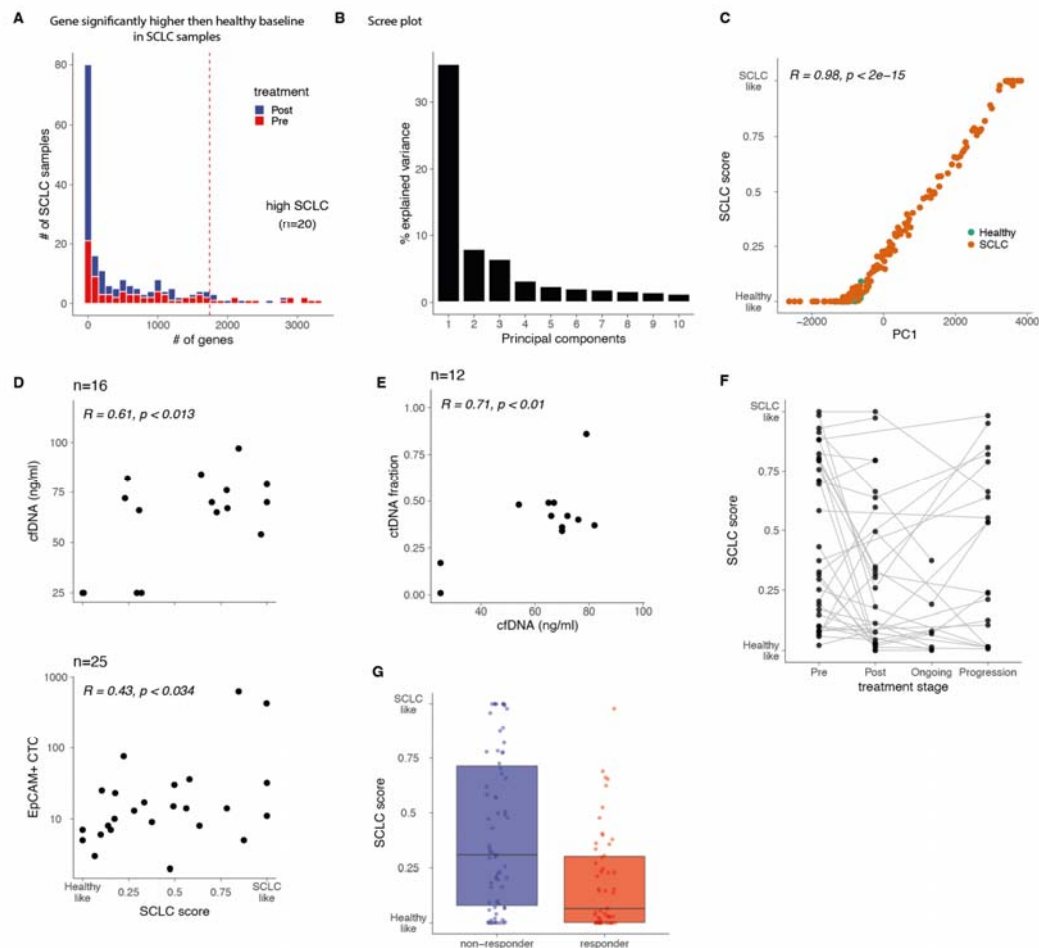 A
Gene significantly higher then healthy baseline
in SCLC samples
80
60
40
20
0
# of SCLC samples
treatment
Post
Pre
high SCLC
(n=20)
0 1000 2000 3000
# of genes
B
Scree plot
30
20
10
0
% explained variance
1 2 3 4 5 6 7 8 9 10
Principal components
C
R = 0.98, p < 2e−15
SCLC
like
0.75
0.5
0.25
Healthy
like
SCLC score
Healthy
SCLC
−2000 0 2000 4000
PC1
D
n=16
R = 0.61, p < 0.013
100
75
50
25
cfDNA (ng/ml)
n=25
R = 0.43, p < 0.034
1000
100
10
EpCAM+ CTC
Healthy
like
0.25 0.5 0.75
SCLC
like
SCLC score
E
n=12
R = 0.71, p < 0.01
1.00
0.75
0.50
0.25
0.00
ctDNA fraction
40 60 80 100
cfDNA (ng/ml)
F
SCLC
like
0.75
0.5
0.25
Healthy
like
SCLC score
Pre Post Ongoing Progression
treatment stage
G
SCLC
like
0.75
0.5
0.25
Healthy
like
SCLC score
non−responder responder